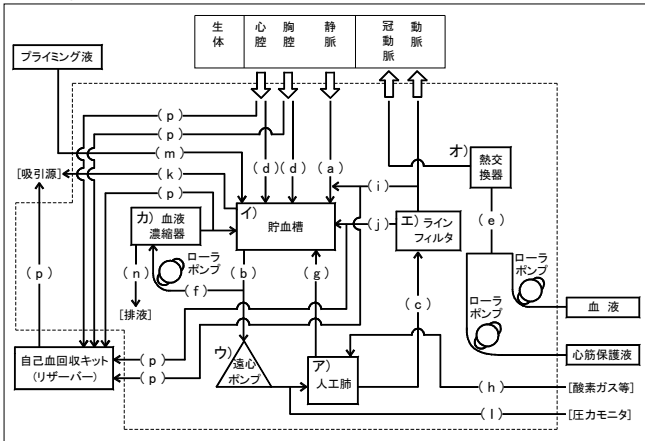 生体
心腔
胸腔
静脈
冠動脈
動脈
プライミング液
(p)
(p)
(m)
[吸引源]
(k)
(p)
(d)
(d)
(a)
(i)
オ)
熱交換器
カ)血液
濃縮器
イ)
貯血槽
(j)
エ)ライン
フィルタ
(e)
(p)
(n)
ローラ
ポンプ
(b)
(g)
(f)
[排液]
(c)
ローラ
ポンプ
ローラ
ポンプ
血液
(p)
ウ)
遠心
ポンプ
ア)
人工肺
心筋保護液
自己血回収キット
(リザーバー)
(p)
(h)
[酸素ガス等]
(l)
[圧力モニタ]